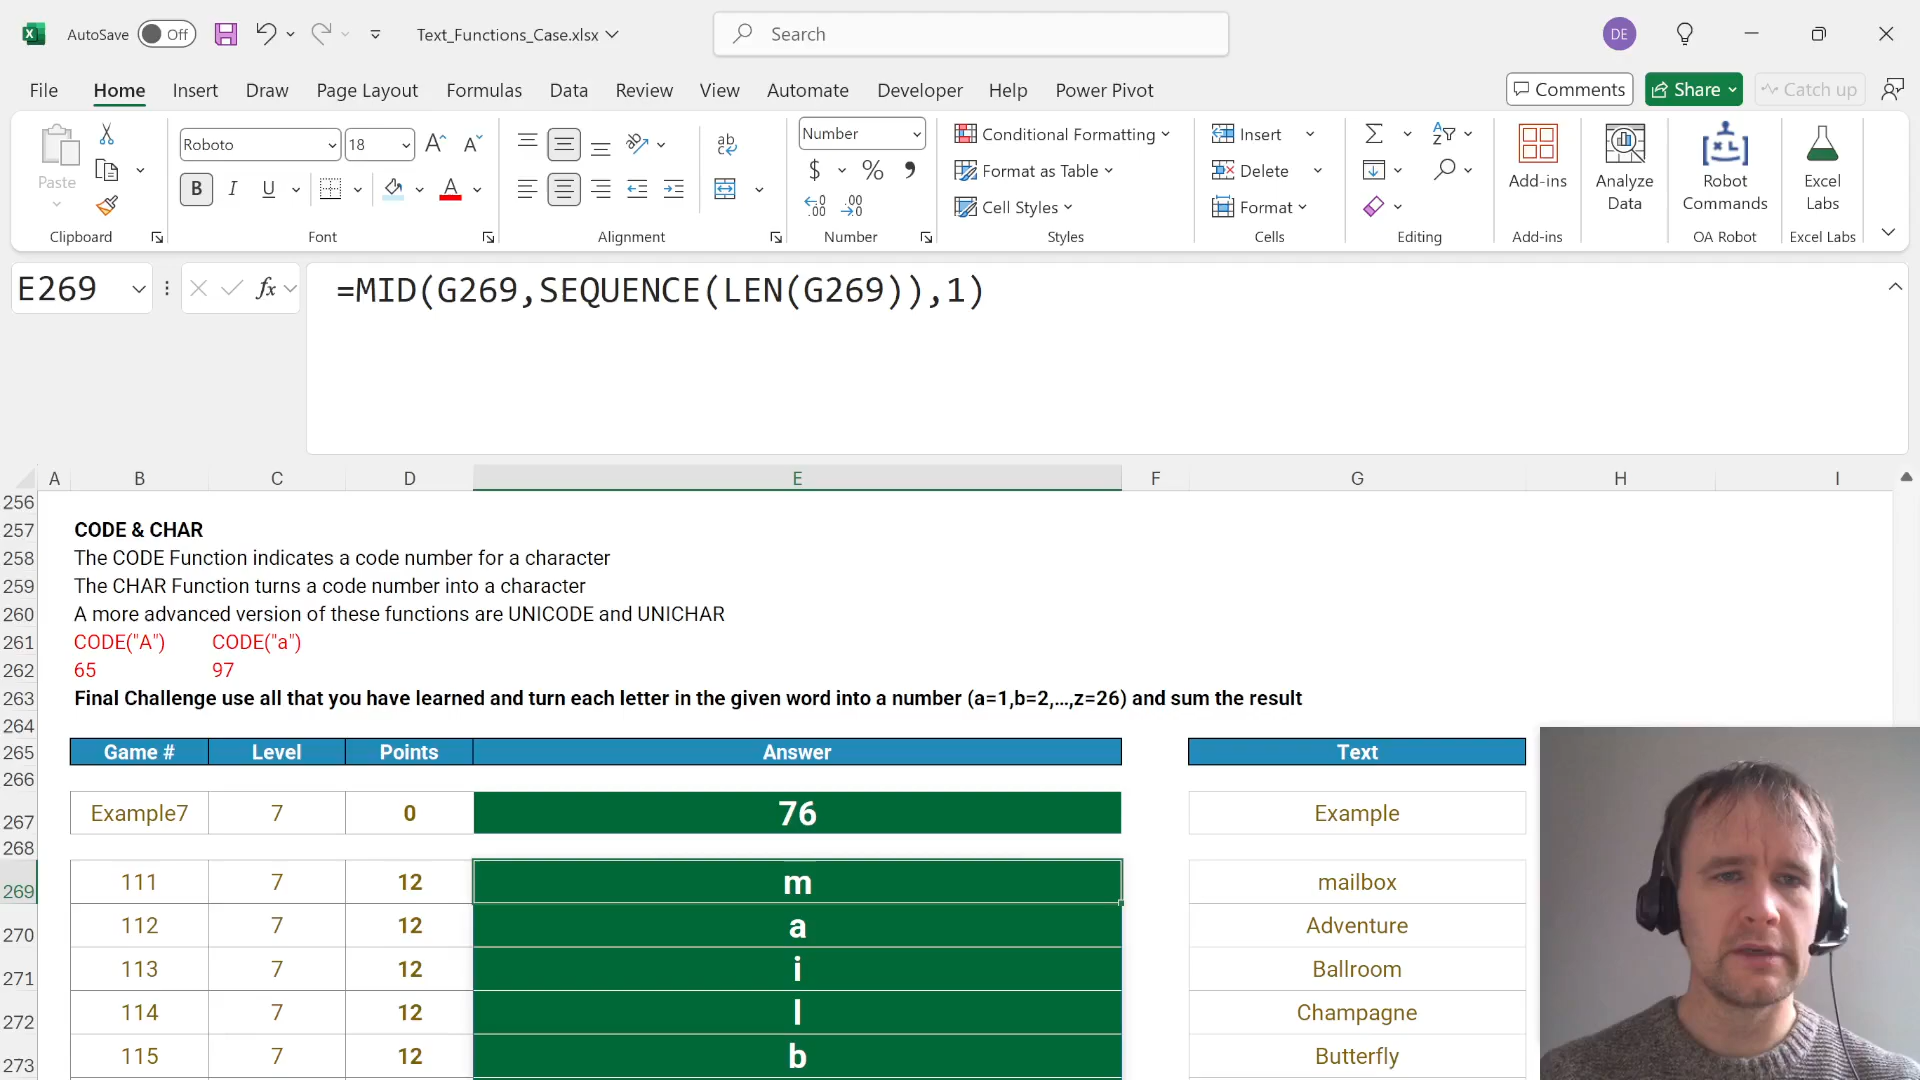 AutoSave Off Text_Functions_Case.xlsx Search DE
File Home Insert Draw Page Layout Formulas Data Review View Automate Developer Help Power Pivot Comments Share Catch up
Paste
Clipboard
Roboto 18
B I U A
Font
ab
Alignment
Number
$ % 9
Number
Conditional Formatting
Format as Table
Cell Styles
Styles
Insert
Delete
Format
Cells
Editing
Add-ins
Add-ins
Analyze
Data
Robot
Commands
OA Robot
Excel
Labs
Excel Labs
E269 fx =MID(G269,SEQUENCE(LEN(G269)),1)
A B C D E F G H I
256
257 CODE & CHAR
258 The CODE Function indicates a code number for a character
259 The CHAR Function turns a code number into a character
260 A more advanced version of these functions are UNICODE and UNICHAR
261 CODE("A") CODE("a")
262 65 97
263 Final Challenge use all that you have learned and turn each letter in the given word into a number (a=1,b=2,...,z=26) and sum the result
264
265 Game # Level Points Answer Text
266
267 Example7 7 0 76 Example
268
269 111 7 12 m mailbox
270 112 7 12 a Adventure
271 113 7 12 i Ballroom
272 114 7 12 l Champagne
273 115 7 12 b Butterfly